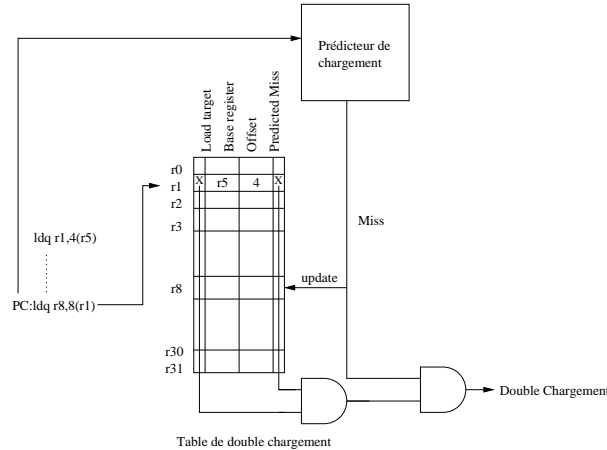 Prédicteur de
chargement
Load target
Base register
Offset
Predicted Miss
r0
r1
X
r5
4
X
r2
r3
Miss
ldq r1,4(r5)
update
r8
PC:ldq r8,8(r1)
r30
r31
Double Chargement
Table de double chargement